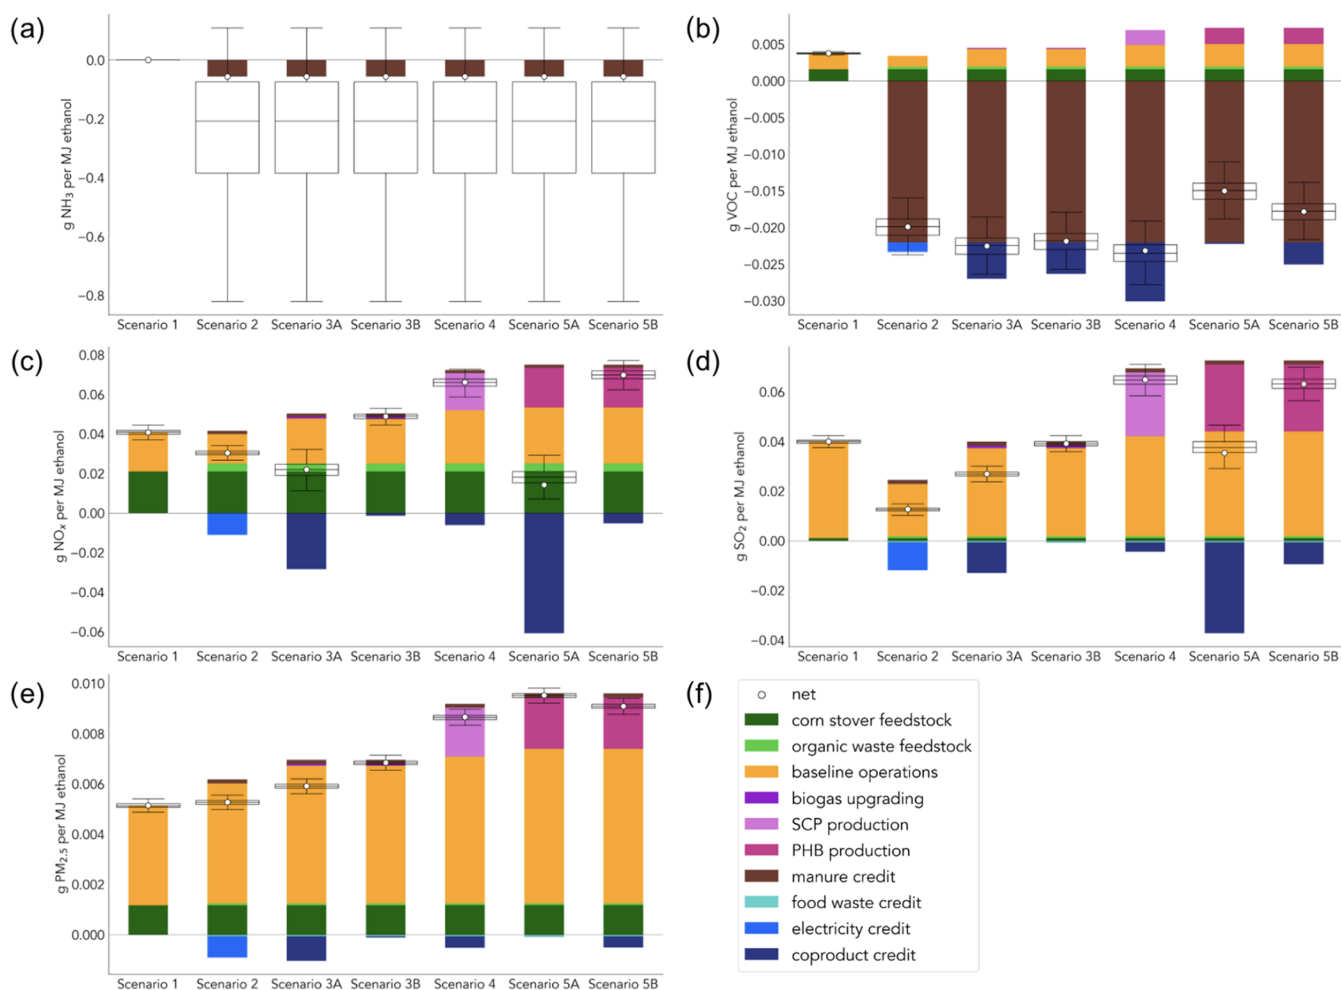 (a)
g NH₃ per MJ ethanol
0.0
−0.2
−0.4
−0.6
−0.8
Scenario 1 Scenario 2 Scenario 3A Scenario 3B Scenario 4 Scenario 5A Scenario 5B
(b)
g VOC per MJ ethanol
0.005
0.000
−0.005
−0.010
−0.015
−0.020
−0.025
−0.030
Scenario 1 Scenario 2 Scenario 3A Scenario 3B Scenario 4 Scenario 5A Scenario 5B
(c)
g NOₓ per MJ ethanol
0.08
0.06
0.04
0.02
0.00
−0.02
−0.04
−0.06
Scenario 1 Scenario 2 Scenario 3A Scenario 3B Scenario 4 Scenario 5A Scenario 5B
(d)
g SO₂ per MJ ethanol
0.06
0.04
0.02
0.00
−0.02
−0.04
Scenario 1 Scenario 2 Scenario 3A Scenario 3B Scenario 4 Scenario 5A Scenario 5B
(e)
g PM₂.₅ per MJ ethanol
0.010
0.008
0.006
0.004
0.002
0.000
Scenario 1 Scenario 2 Scenario 3A Scenario 3B Scenario 4 Scenario 5A Scenario 5B
(f)
net
corn stover feedstock
organic waste feedstock
baseline operations
biogas upgrading
SCP production
PHB production
manure credit
food waste credit
electricity credit
coproduct credit